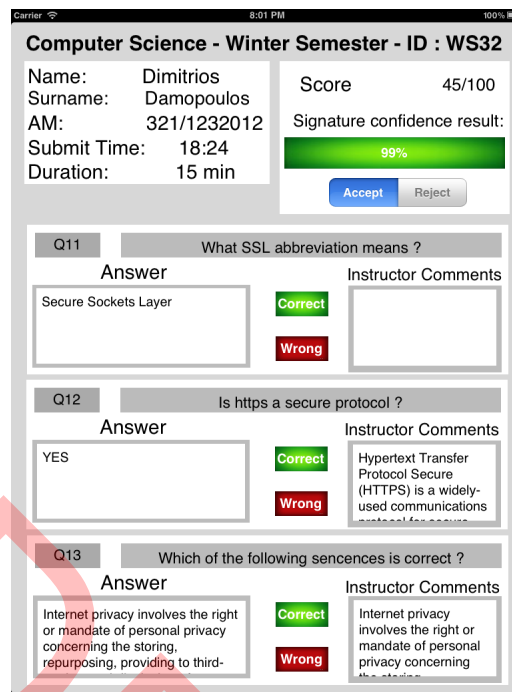 Carrier 8:01 PM 100%
Computer Science - Winter Semester - ID : WS32
Name: Dimitrios
Surname: Damopoulos
AM: 321/1232012
Submit Time: 18:24
Duration: 15 min
Score 45/100
Signature confidence result:
99%
Accept Reject
Q11 What SSL abbreviation means ?
Answer
Instructor Comments
Secure Sockets Layer
Correct
Wrong
Q12 Is https a secure protocol ?
Answer
Instructor Comments
YES
Correct
Wrong
Hypertext Transfer
Protocol Secure
(HTTPS) is a widely-
used communications
protocol for secure
Q13 Which of the following sencences is correct ?
Answer
Instructor Comments
Internet privacy involves the right
or mandate of personal privacy
concerning the storing,
repurposing, providing to third-
Correct
Wrong
Internet privacy
involves the right or
mandate of personal
privacy concerning
the storing